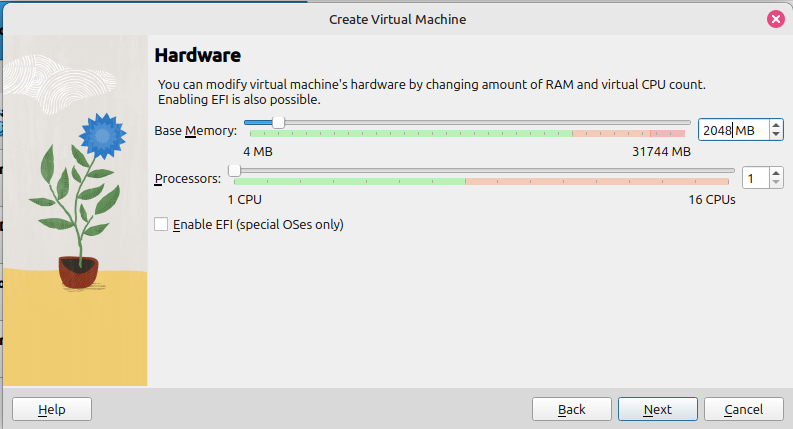 Create Virtual Machine
Hardware
You can modify virtual machine's hardware by changing amount of RAM and virtual CPU count.
Enabling EFI is also possible.
Base Memory:
2048 MB
4 MB
31744 MB
Processors:
1
1 CPU
16 CPUs
Enable EFI (special OSes only)
Help
Back
Next
Cancel